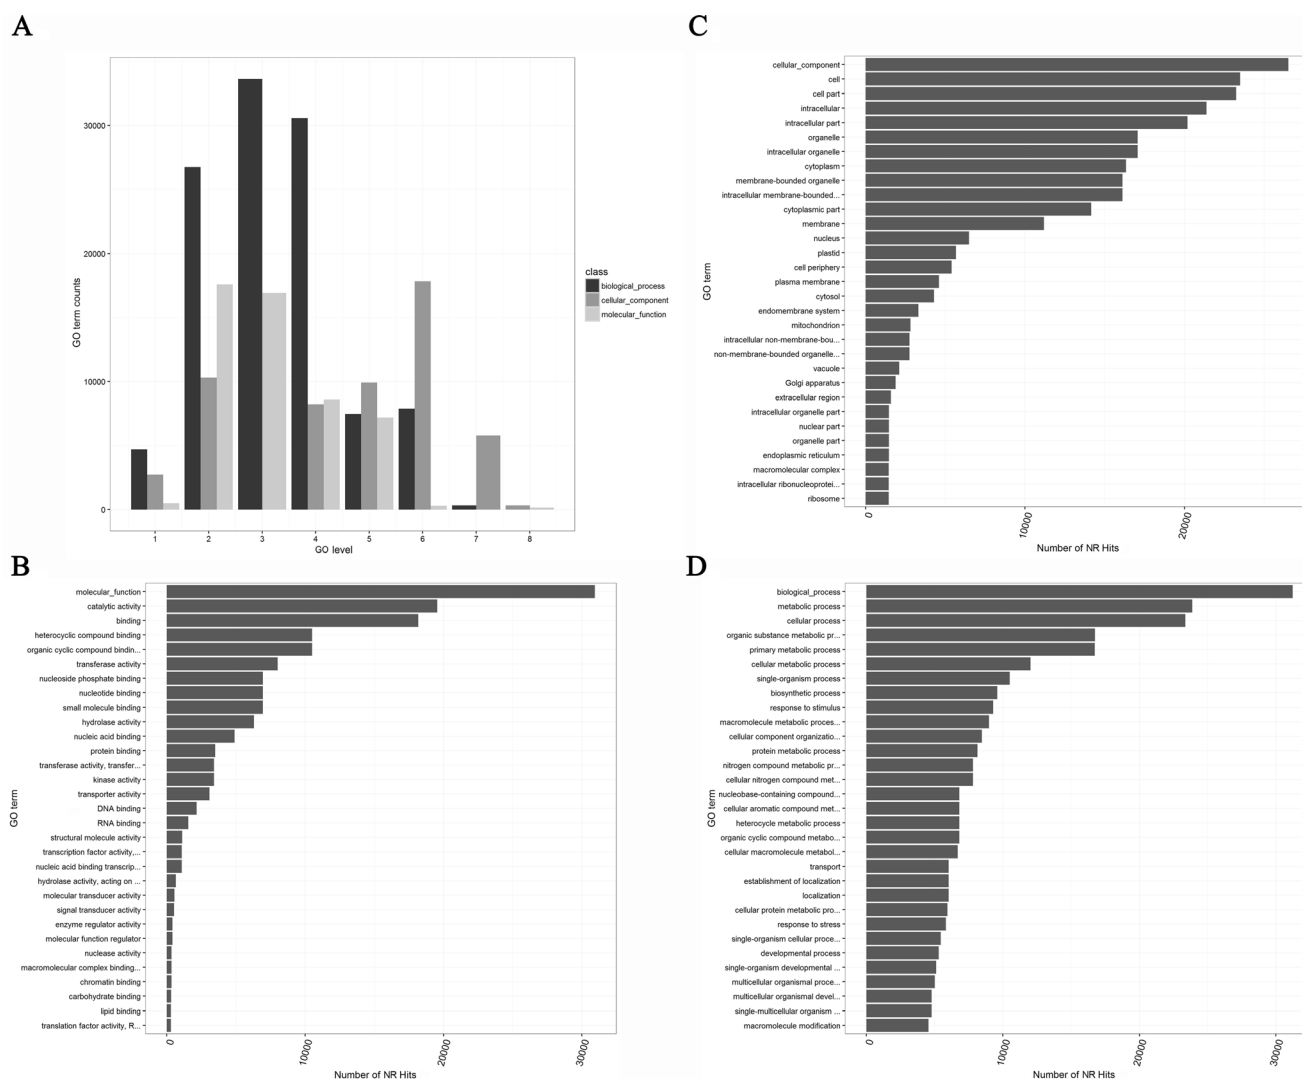 A
30000
20000
10000
0
GO term counts
1 2 3 4 5 6 7 8
GO level
class
biological_process
cellular_component
molecular_function
C
cellular_component
cell
cell part
intracellular
intracellular part
organelle
intracellular organelle
cytoplasm
membrane-bounded organelle
intracellular membrane-bounded...
cytoplasmic part
membrane
nucleus
plastid
cell periphery
plasma membrane
cytosol
endomembrane system
mitochondrion
intracellular non-membrane-bou...
non-membrane-bounded organelle...
vacuole
Golgi apparatus
extracellular region
intracellular organelle part
nuclear part
organelle part
endoplasmic reticulum
macromolecular complex
intracellular ribonucleoprotei...
ribosome
GO term
0 10000 20000
Number of NR Hits
B
molecular_function
catalytic activity
binding
heterocyclic compound binding
organic cyclic compound bindin...
transferase activity
nucleoside phosphate binding
nucleotide binding
small molecule binding
hydrolase activity
nucleic acid binding
protein binding
transferase activity, transfer...
kinase activity
transporter activity
DNA binding
RNA binding
structural molecule activity
transcription factor activity,...
nucleic acid binding transcrip...
hydrolase activity, acting on ...
molecular transducer activity
signal transducer activity
enzyme regulator activity
molecular function regulator
nuclease activity
macromolecular complex binding...
chromatin binding
carbohydrate binding
lipid binding
translation factor activity, R...
GO term
0 10000 20000 30000
Number of NR Hits
D
biological_process
metabolic process
cellular process
organic substance metabolic pr...
primary metabolic process
cellular metabolic process
single-organism process
biosynthetic process
response to stimulus
macromolecule metabolic proces...
cellular component organizatio...
protein metabolic process
nitrogen compound metabolic pr...
cellular nitrogen compound met...
nucleobase-containing compound...
cellular aromatic compound met...
heterocycle metabolic process
organic cyclic compound metabo...
cellular macromolecule metabol...
transport
establishment of localization
localization
cellular protein metabolic pro...
response to stress
single-organism cellular proce...
developmental process
single-organism developmental ...
multicellular organismal proce...
multicellular organismal devel...
single-multicellular organism ...
macromolecule modification
GO term
0 10000 20000 30000
Number of NR Hits